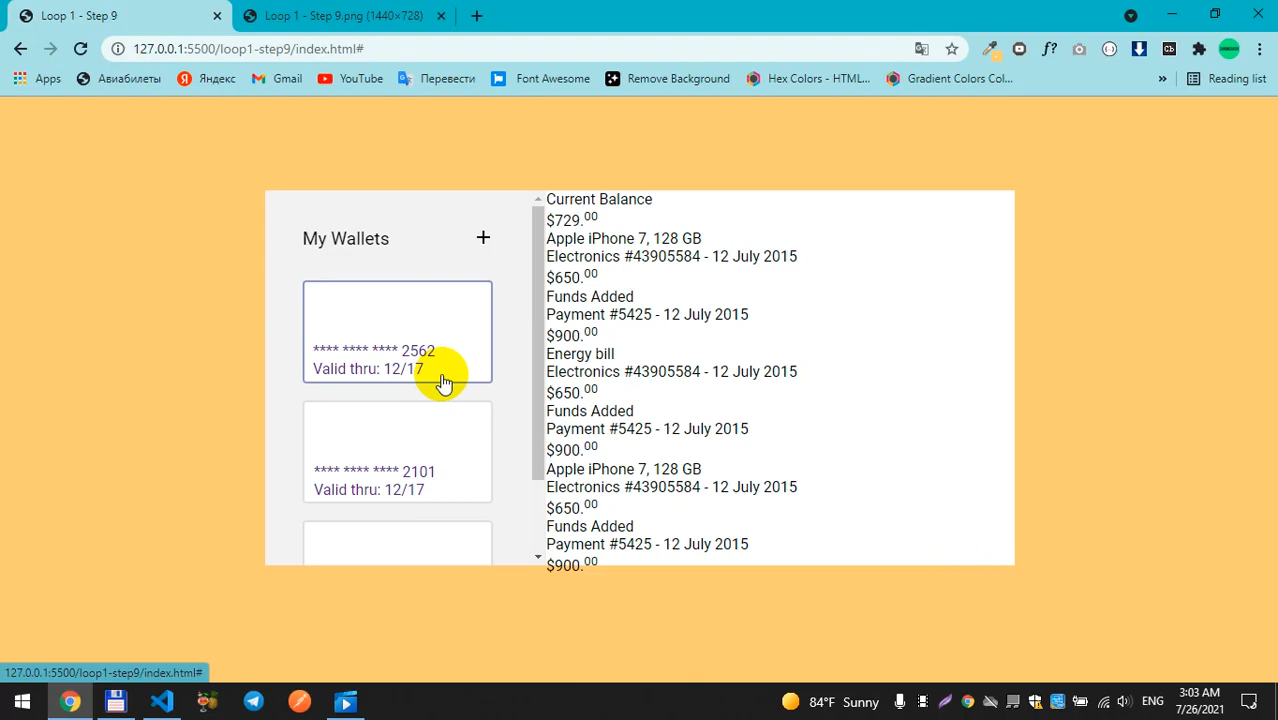 Loop 1 - Step 9
Loop 1 - Step 9.png (1440×728)
127.0.0.1:5500/loop1-step9/index.html#
f?
Cb
Apps
Авиабилеты
Яндекс
Gmail
YouTube
Перевести
Font Awesome
Remove Background
Hex Colors - HTML...
Gradient Colors Col...
»
Reading list
My Wallets
+
**** **** **** 2562
Valid thru: 12/17
**** **** **** 2101
Valid thru: 12/17
Current Balance
$729.00
Apple iPhone 7, 128 GB
Electronics #43905584 - 12 July 2015
$650.00
Funds Added
Payment #5425 - 12 July 2015
$900.00
Energy bill
Electronics #43905584 - 12 July 2015
$650.00
Funds Added
Payment #5425 - 12 July 2015
$900.00
Apple iPhone 7, 128 GB
Electronics #43905584 - 12 July 2015
$650.00
Funds Added
Payment #5425 - 12 July 2015
$900.00
127.0.0.1:5500/loop1-step9/index.html#
84°F Sunny
ENG
3:03 AM
7/26/2021